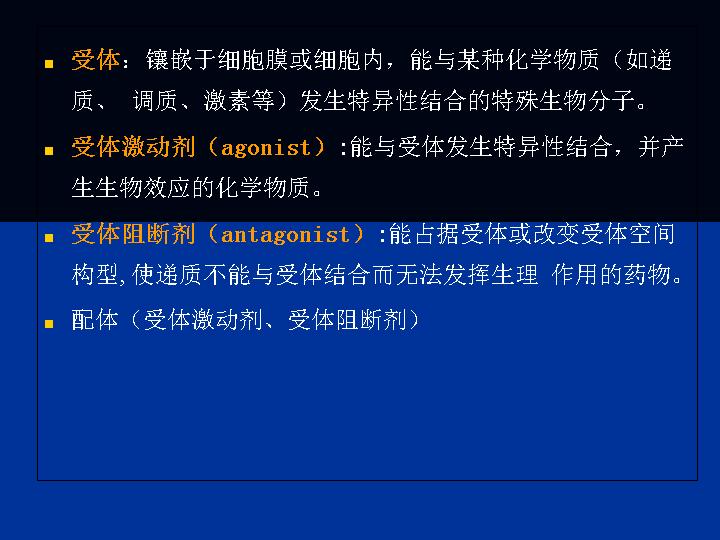 受体：镶嵌于细胞膜或细胞内，能与某种化学物质（如递
质、 调质、激素等）发生特异性结合的特殊生物分子。
受体激动剂（agonist）:能与受体发生特异性结合，并产
生生物效应的化学物质。
受体阻断剂（antagonist）:能占据受体或改变受体空间
构型,使递质不能与受体结合而无法发挥生理 作用的药物。
配体（受体激动剂、受体阻断剂）